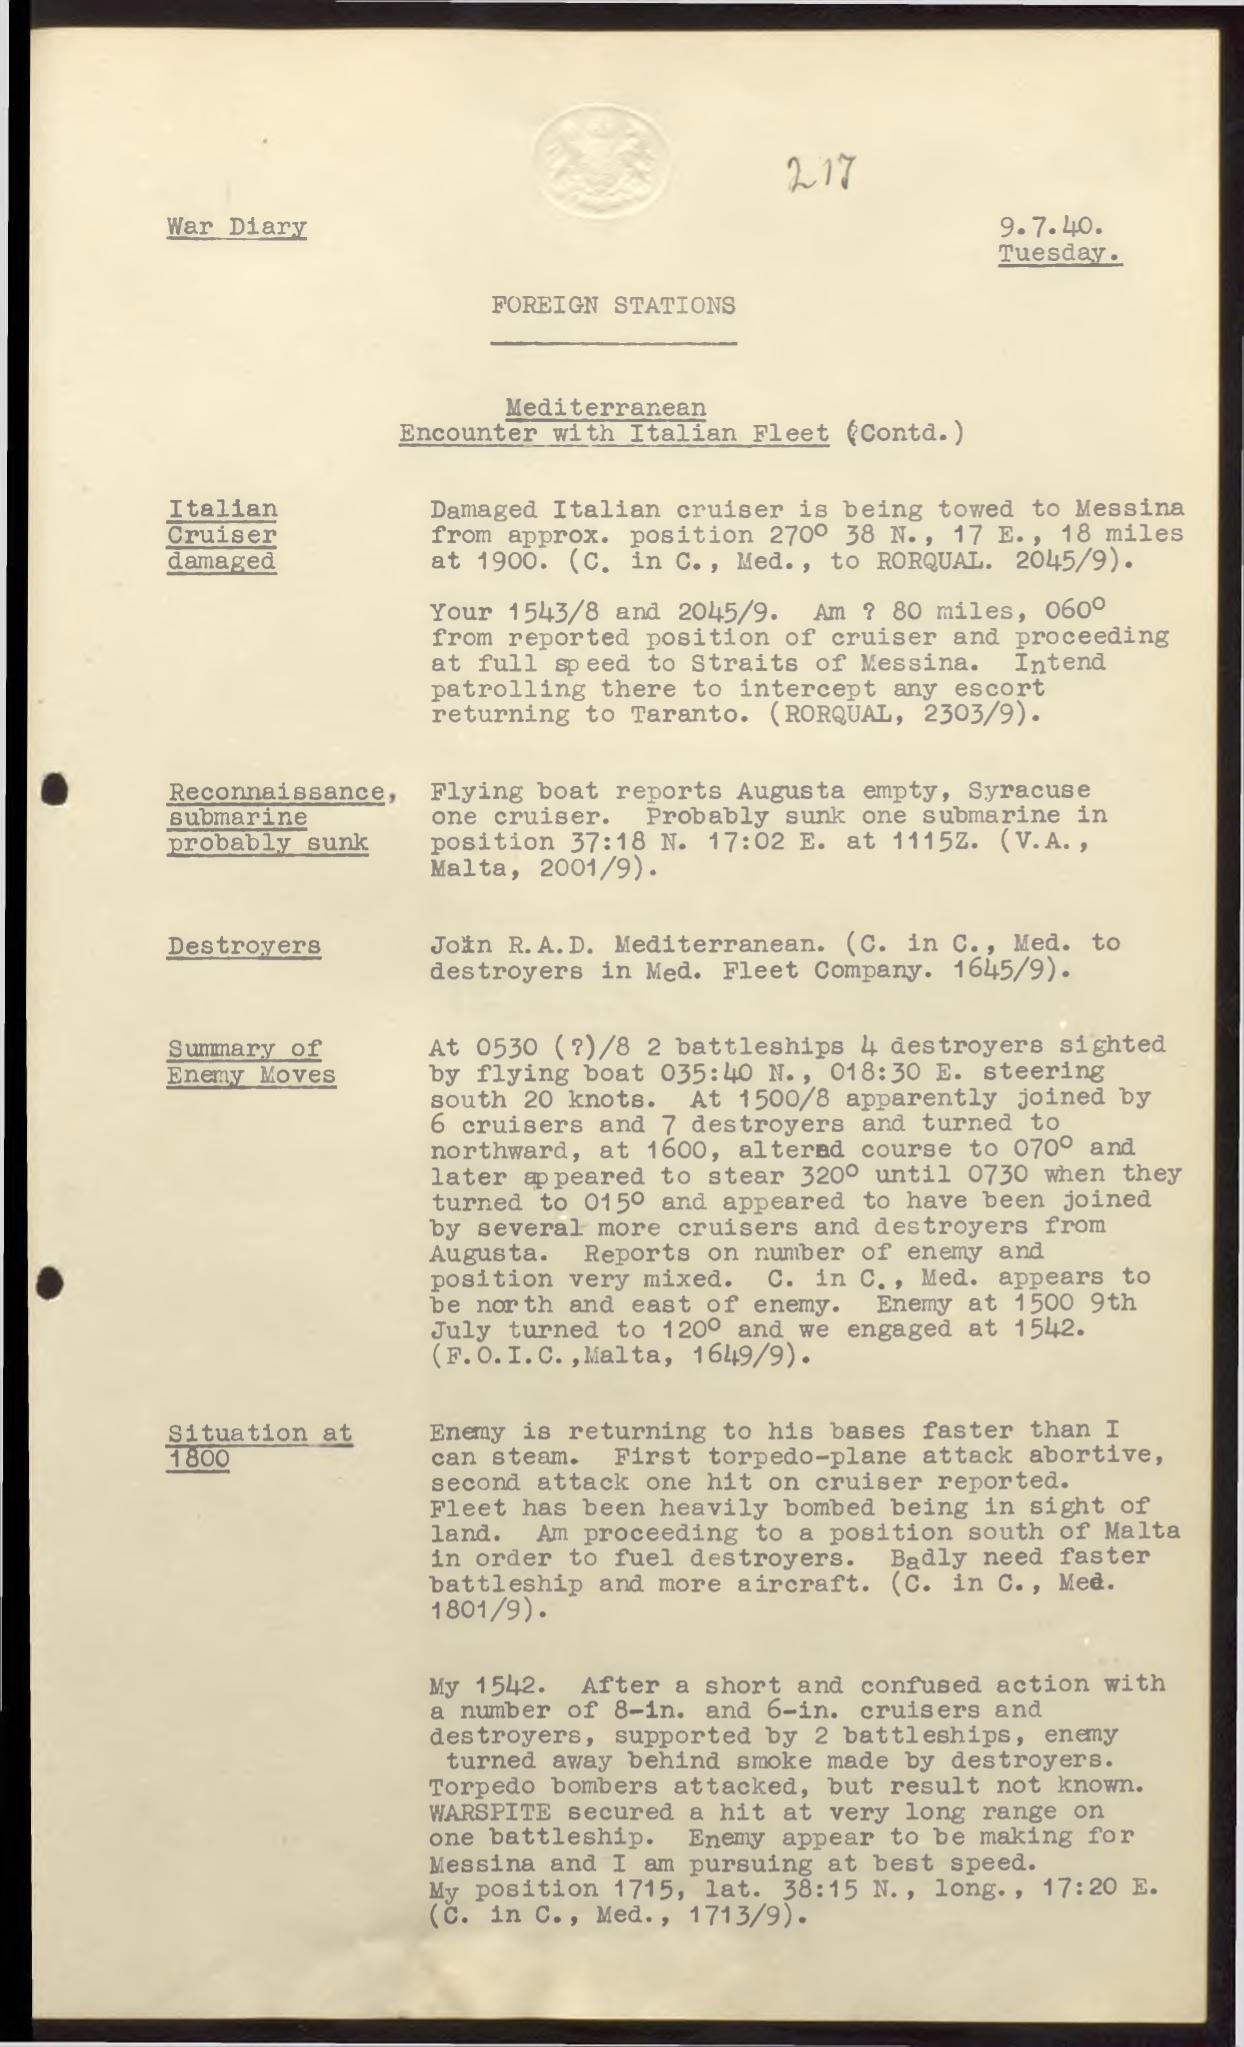 217
War Diary
9.7.40.
Tuesday.
FOREIGN STATIONS
Mediterranean
Encounter with Italian Fleet (Contd.)
Italian
Cruiser
damaged
Damaged Italian cruiser is being towed to Messina
from approx. position 270° 38 N., 17 E., 18 miles
at 1900. (C. in C., Med., to RORQUAL. 2045/9).
Your 1543/8 and 2045/9. Am ? 80 miles, 060°
from reported position of cruiser and proceeding
at full speed to Straits of Messina. Intend
patrolling there to intercept any escort
returning to Taranto. (RORQUAL, 2303/9).
Reconnaissance,
submarine
probably sunk
Flying boat reports Augusta empty, Syracuse
one cruiser. Probably sunk one submarine in
position 37:18 N. 17:02 E. at 1115Z. (V.A.,
Malta, 2001/9).
Destroyers
Join R.A.D. Mediterranean. (C. in C., Med. to
destroyers in Med. Fleet Company. 1645/9).
Summary of
Enemy Moves
At 0530 (?)/8 2 battleships 4 destroyers sighted
by flying boat 035:40 N., 018:30 E. steering
south 20 knots. At 1500/8 apparently joined by
6 cruisers and 7 destroyers and turned to
northward, at 1600, altered course to 070° and
later appeared to stear 320° until 0730 when they
turned to 015° and appeared to have been joined
by several more cruisers and destroyers from
Augusta. Reports on number of enemy and
position very mixed. C. in C., Med. appears to
be north and east of enemy. Enemy at 1500 9th
July turned to 120° and we engaged at 1542.
(F.O.I.C.,Malta, 1649/9).
Situation at
1800
Enemy is returning to his bases faster than I
can steam. First torpedo-plane attack abortive,
second attack one hit on cruiser reported.
Fleet has been heavily bombed being in sight of
land. Am proceeding to a position south of Malta
in order to fuel destroyers. Badly need faster
battleship and more aircraft. (C. in C., Med.
1801/9).
My 1542. After a short and confused action with
a number of 8-in. and 6-in. cruisers and
destroyers, supported by 2 battleships, enemy
turned away behind smoke made by destroyers.
Torpedo bombers attacked, but result not known.
WARSPITE secured a hit at very long range on
one battleship. Enemy appear to be making for
Messina and I am pursuing at best speed.
My position 1715, lat. 38:15 N., long., 17:20 E.
(C. in C., Med., 1713/9).